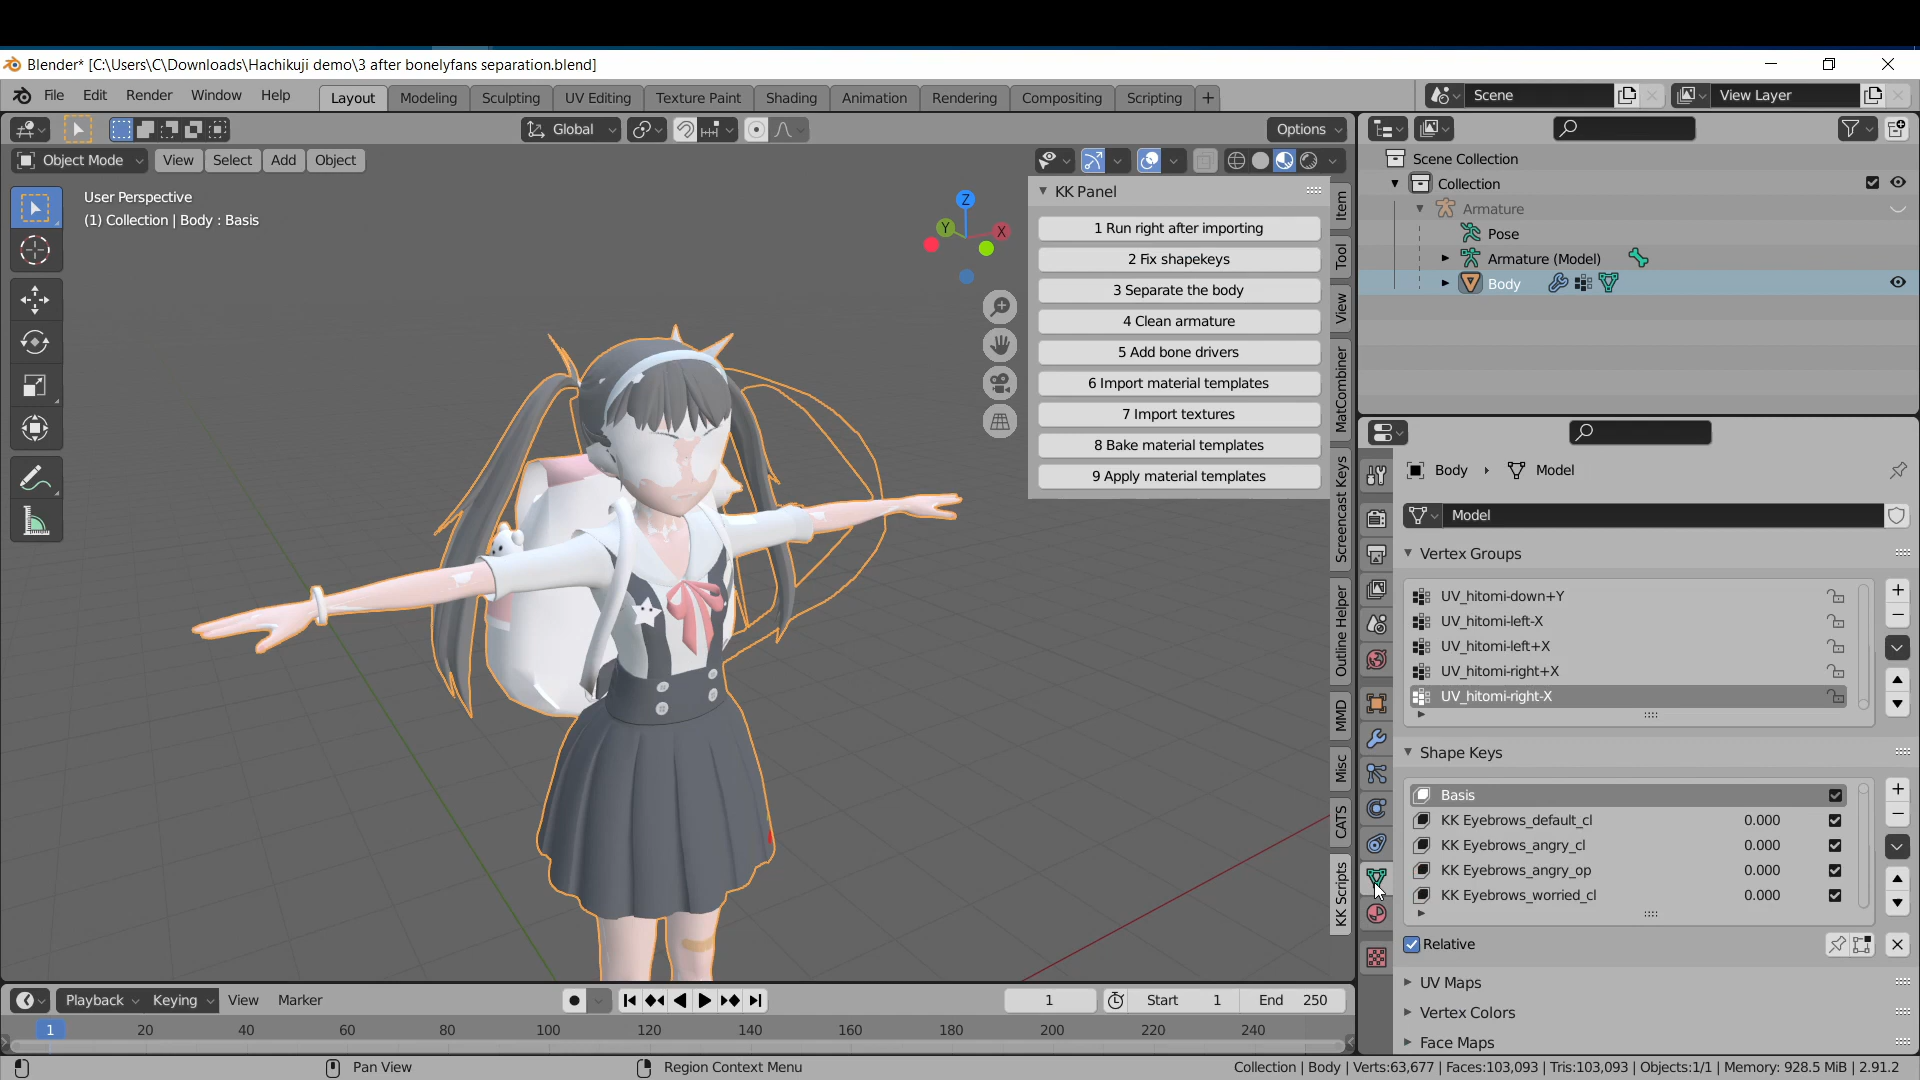 Blender* [C:\Users\C\Downloads\Hachikuji demo\3 after bonelyfans separation.blend]
File Edit Render Window Help Layout Modeling Sculpting UV Editing Texture Paint Shading Animation Rendering Compositing Scripting + Scene View Layer
Global Options
Object Mode View Select Add Object
User Perspective
(1) Collection | Body : Basis
Z
Y
X
KK Panel
1 Run right after importing
2 Fix shapekeys
3 Separate the body
4 Clean armature
5 Add bone drivers
6 Import material templates
7 Import textures
8 Bake material templates
9 Apply material templates
Item
Tool
View
MatCombiner
Screencast Keys
Outline Helper
MMD
Misc
CATS
KK Scripts
Scene Collection
Collection
Armature
Pose
Armature (Model)
Body
Body Model
Model
Vertex Groups
UV_hitomi-down+Y
UV_hitomi-left-X
UV_hitomi-left+X
UV_hitomi-right+X
UV_hitomi-right-X
Shape Keys
Basis
KK Eyebrows_default_cl 0.000
KK Eyebrows_angry_cl 0.000
KK Eyebrows_angry_op 0.000
KK Eyebrows_worried_cl 0.000
Relative
UV Maps
Vertex Colors
Face Maps
Playback Keying View Marker 1 Start 1 End 250
1 20 40 60 80 100 120 140 160 180 200 220 240
Pan View Region Context Menu Collection | Body | Verts:63,677 | Faces:103,093 | Tris:103,093 | Objects:1/1 | Memory: 928.5 MiB | 2.91.2